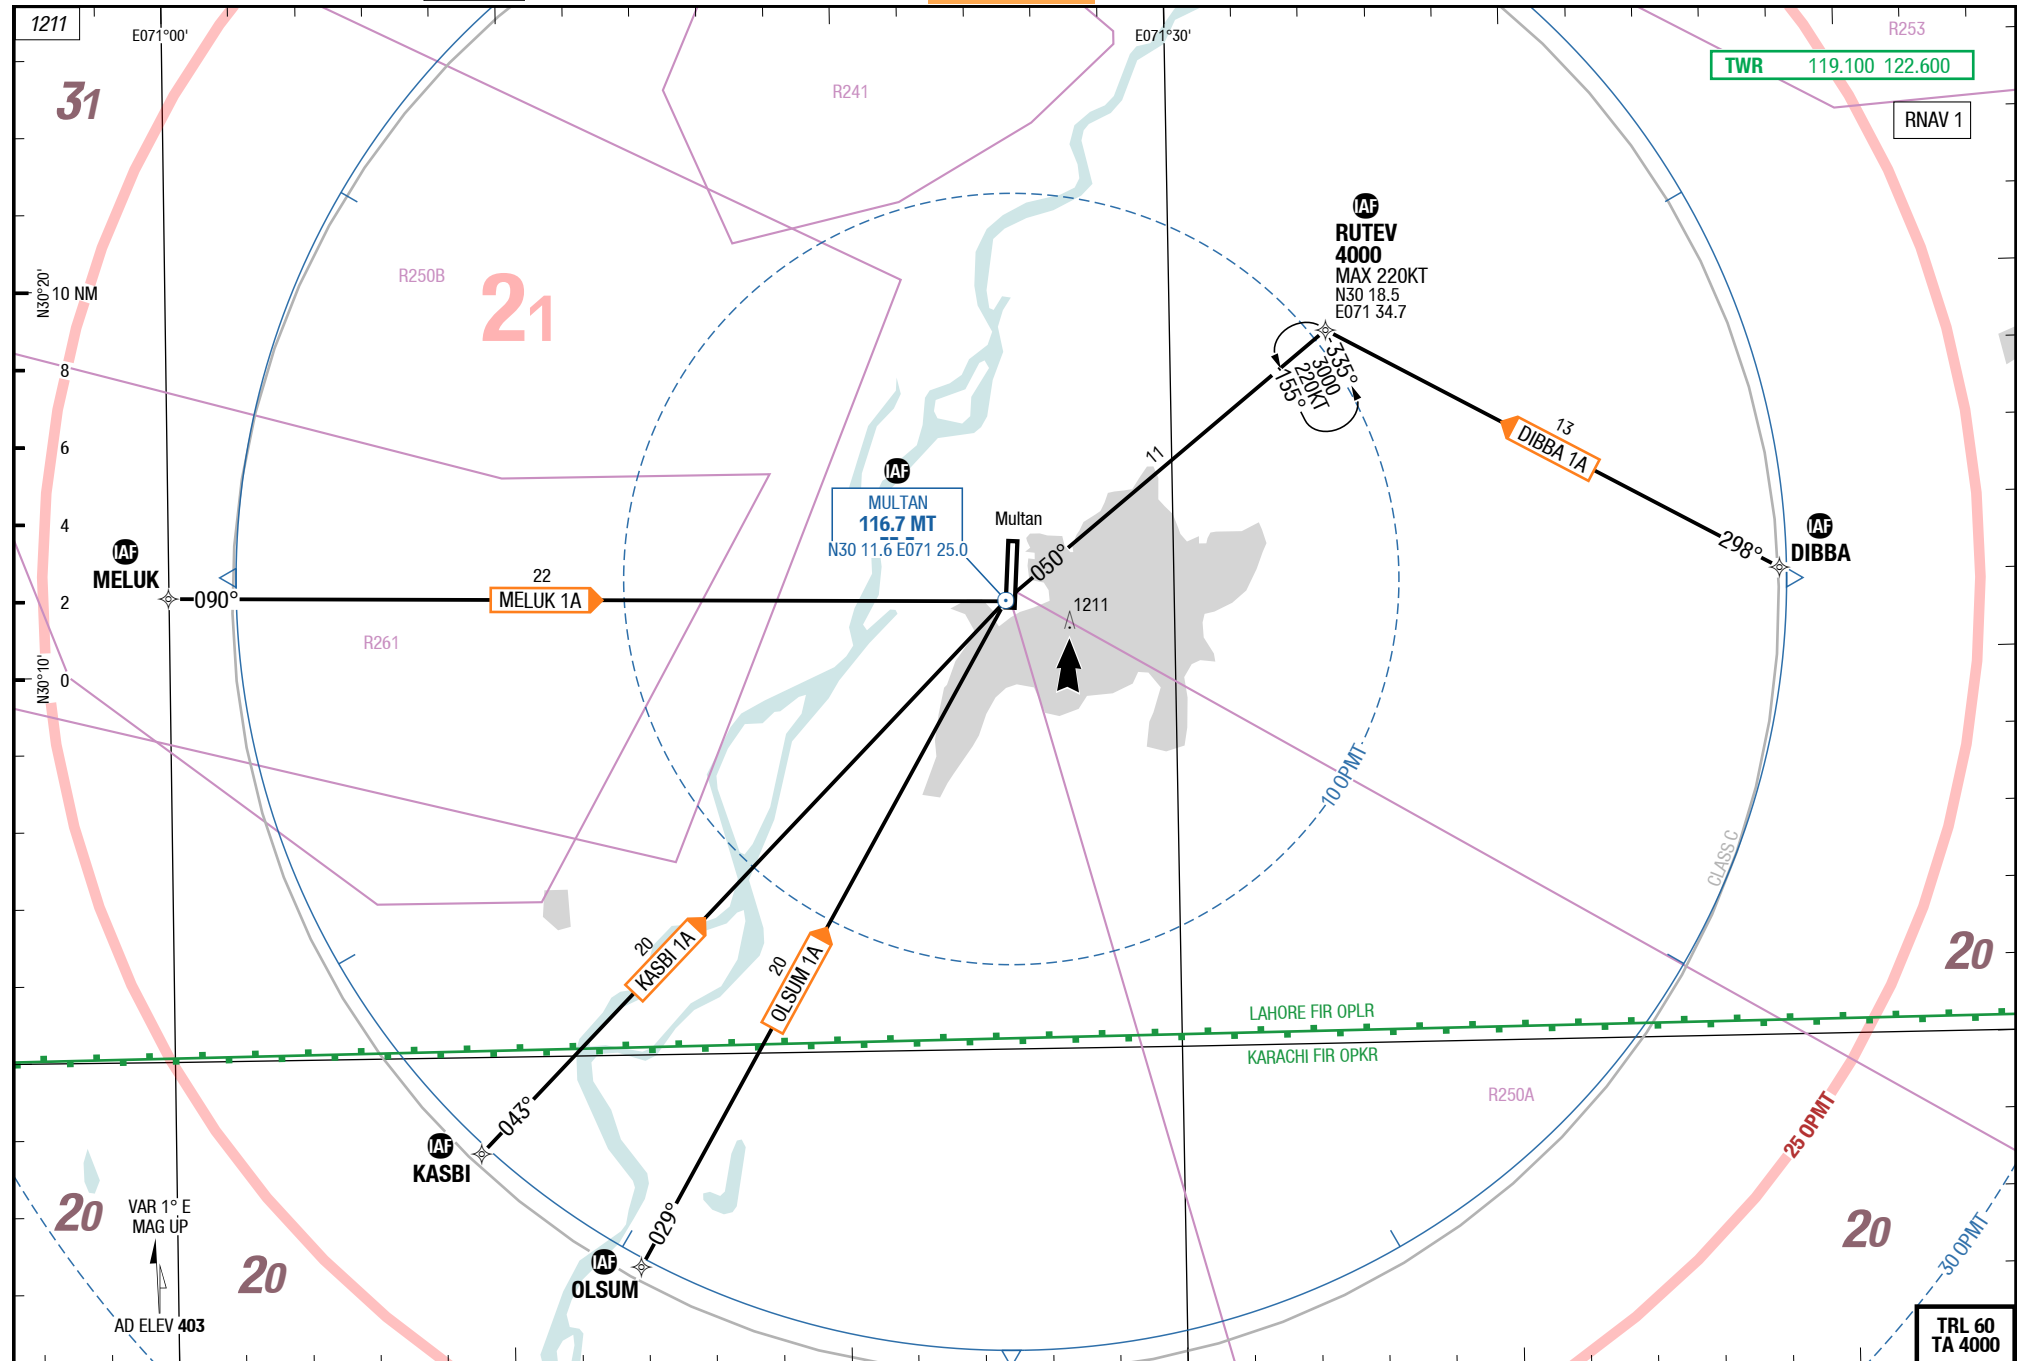 1211
E071°00'
E071°30'
R253
TWR 119.100 122.600
RNAV 1
31
R241
IAF
RUTEV
4000
MAX 220KT
N30 18.5
E071 34.7
R250B
21
N30°20'
10 NM
8
6
4
2
0
N30°10'
335°
3000
220KT
155°
13
DIBBA 1A
298°
IAF
DIBBA
11
050°
IAF
MULTAN
116.7 MT
N30 11.6 E071 25.0
Multan
IAF
MELUK
090°
22
MELUK 1A
1211
R261
10 OPMT
CLASS C
20
KASBI 1A
20
OLSUM 1A
20
LAHORE FIR OPLR
KARACHI FIR OPKR
R250A
043°
IAF
KASBI
25 OPMT
029°
IAF
OLSUM
20
VAR 1° E
MAG UP
20
20
30 OPMT
AD ELEV 403
TRL 60
TA 4000